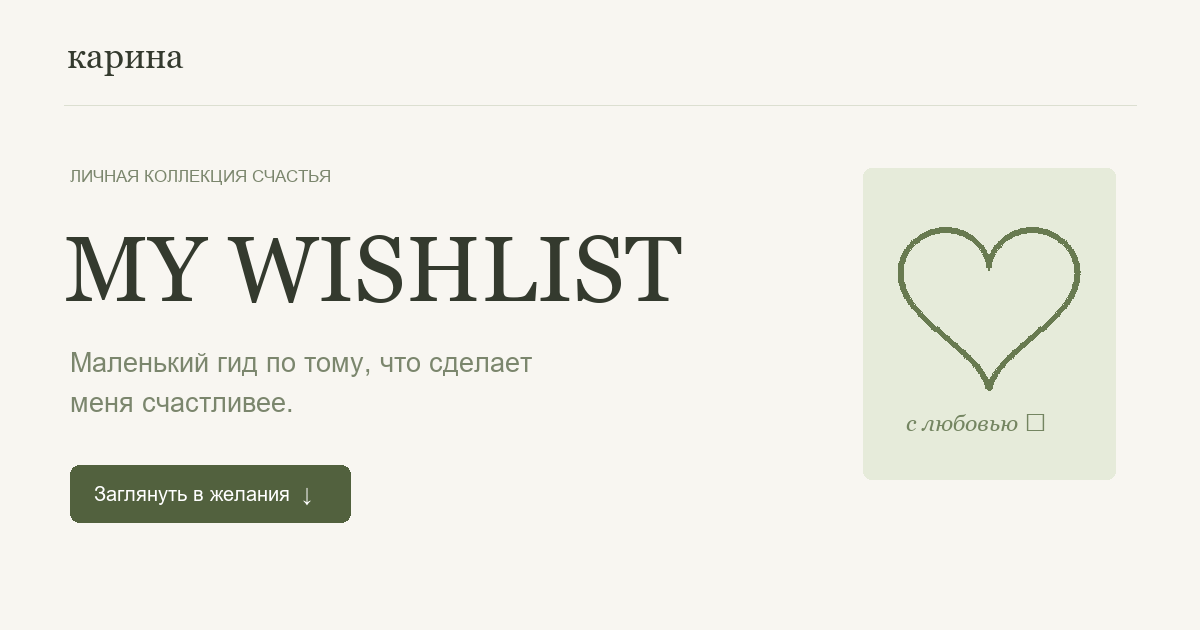 карина
ЛИЧНАЯ КОЛЛЕКЦИЯ СЧАСТЬЯ
MY WISHLIST
Маленький гид по тому, что сделает
меня счастливее.
Заглянуть в желания ↓
с любовью □